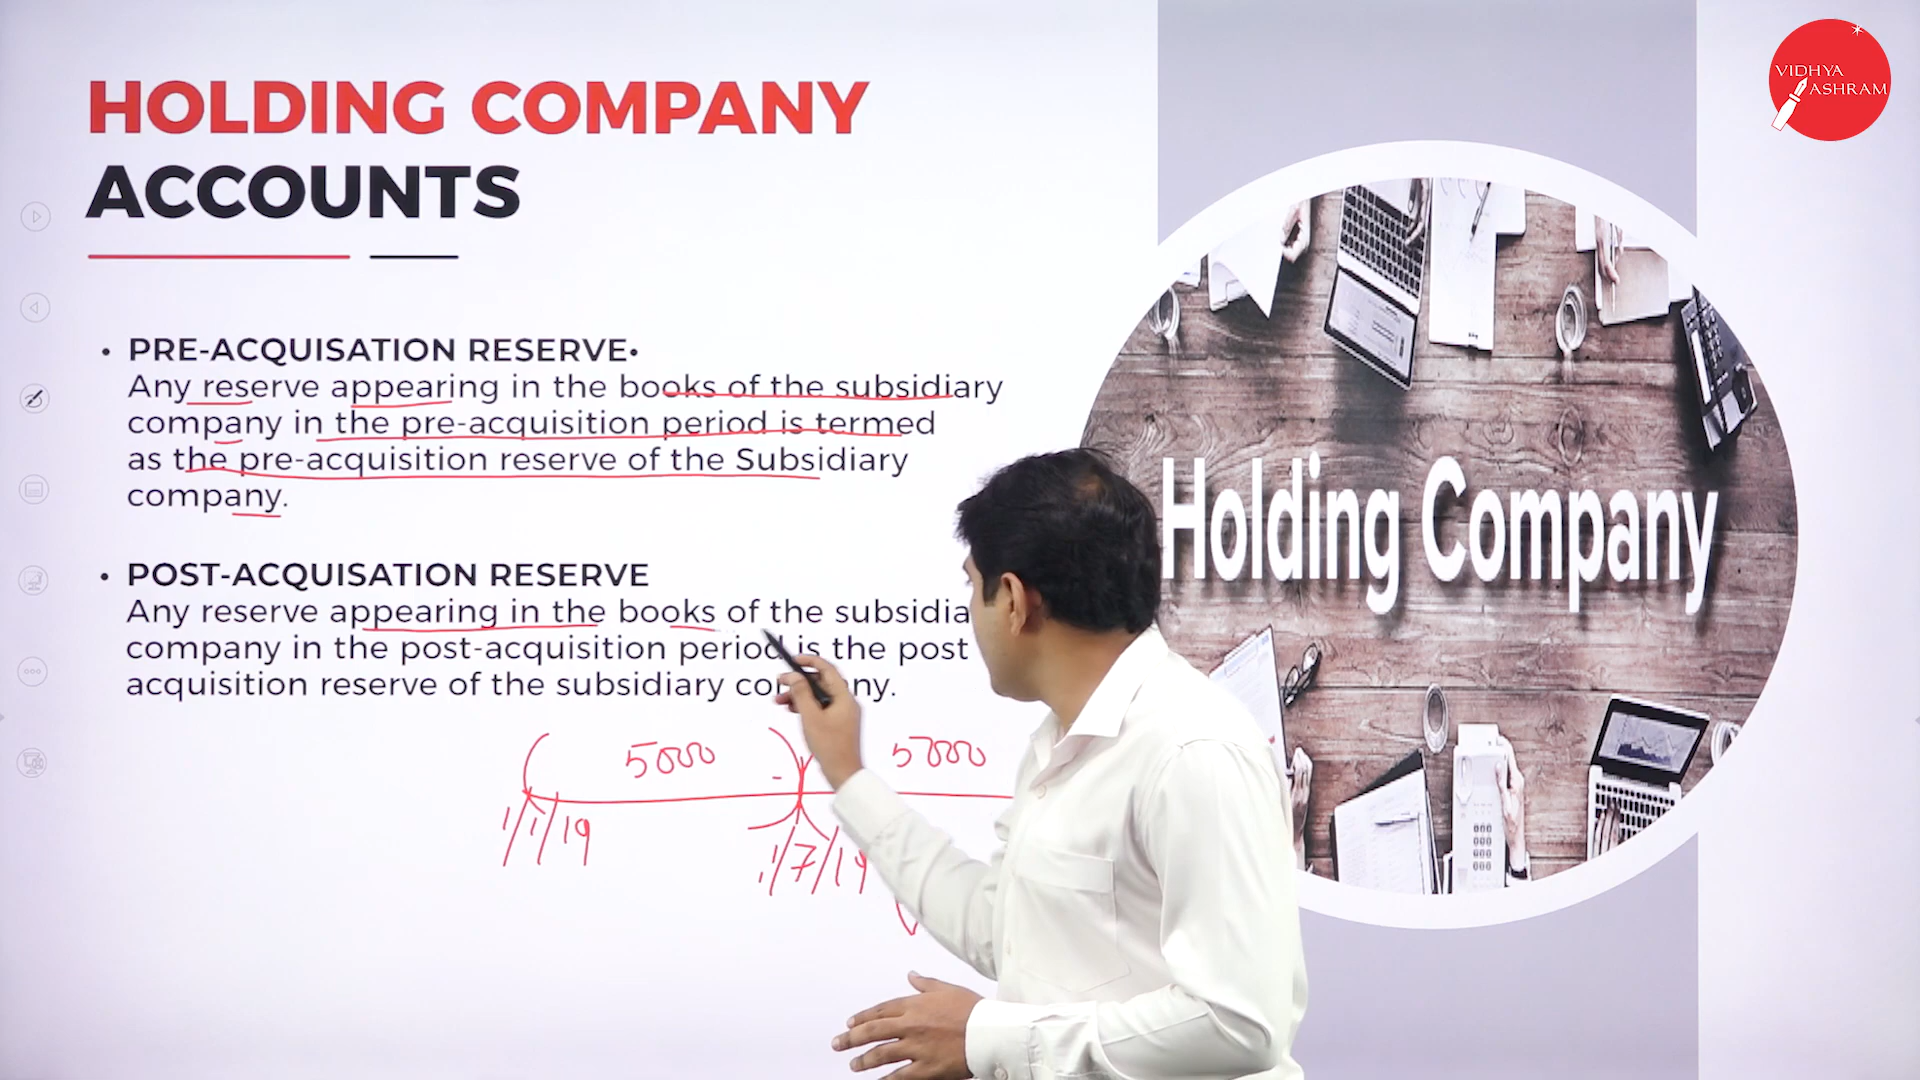 HOLDING COMPANY
ACCOUNTS
VIDHYA
ASHRAM
• PRE-ACQUISATION RESERVE•
Any reserve appearing in the books of the subsidiary
company in the pre-acquisition period is termed
as the pre-acquisition reserve of the Subsidiary
company.
• POST-ACQUISATION RESERVE
Any reserve appearing in the books of the subsidia
company in the post-acquisition period is the post
acquisition reserve of the subsidiary
Holding Company
5000 5000
1/1/19
1/7/19